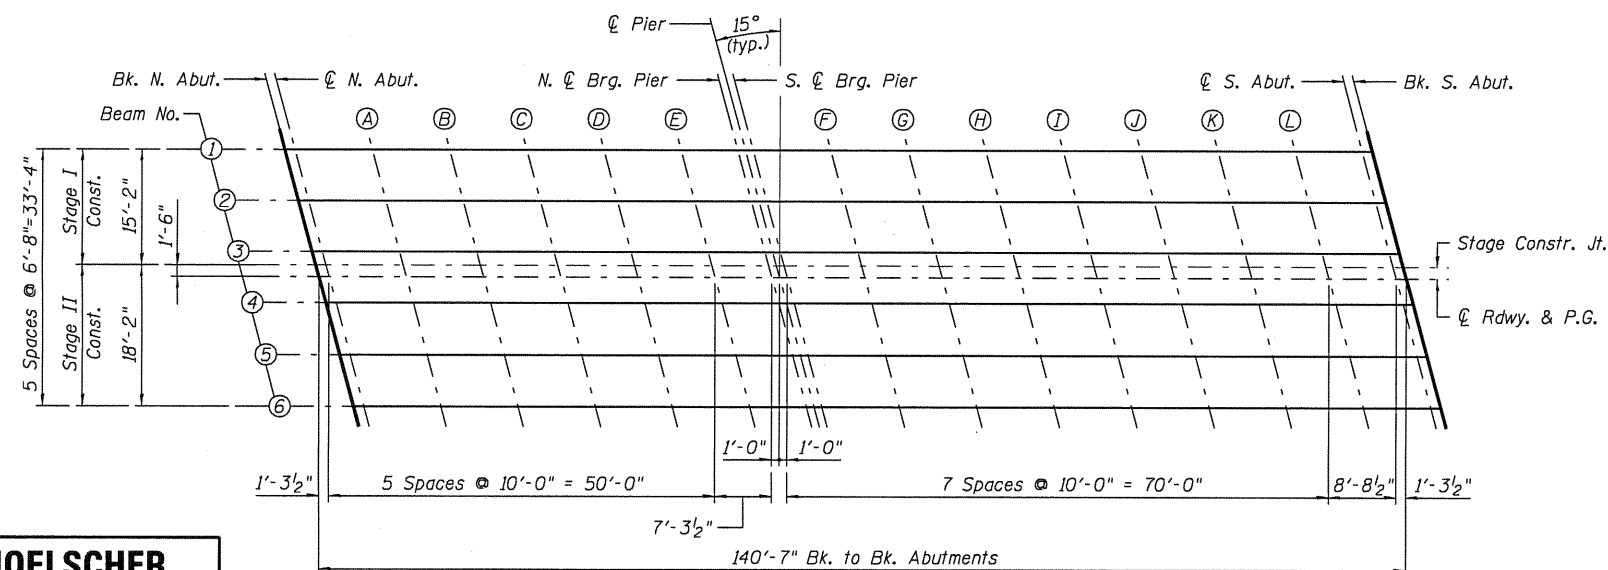 ℄ Pier
15°
(typ.)
Bk. N. Abut.
℄ N. Abut.
N. ℄ Brg. Pier
S. ℄ Brg. Pier
℄ S. Abut.
Bk. S. Abut.
Beam No.
A
B
C
D
E
F
G
H
I
J
K
L
1
2
3
4
5
6
5 Spaces @ 6'-8"=33'-4"
Stage I
Const.
15'-2"
1'-6"
Stage II
Const.
18'-2"
Stage Constr. Jt.
℄ Rdwy. & P.G.
1'-0"
1'-0"
1'-3½"
5 Spaces @ 10'-0" = 50'-0"
7 Spaces @ 10'-0" = 70'-0"
8'-8½"
1'-3½"
7'-3½"
140'-7" Bk. to Bk. Abutments